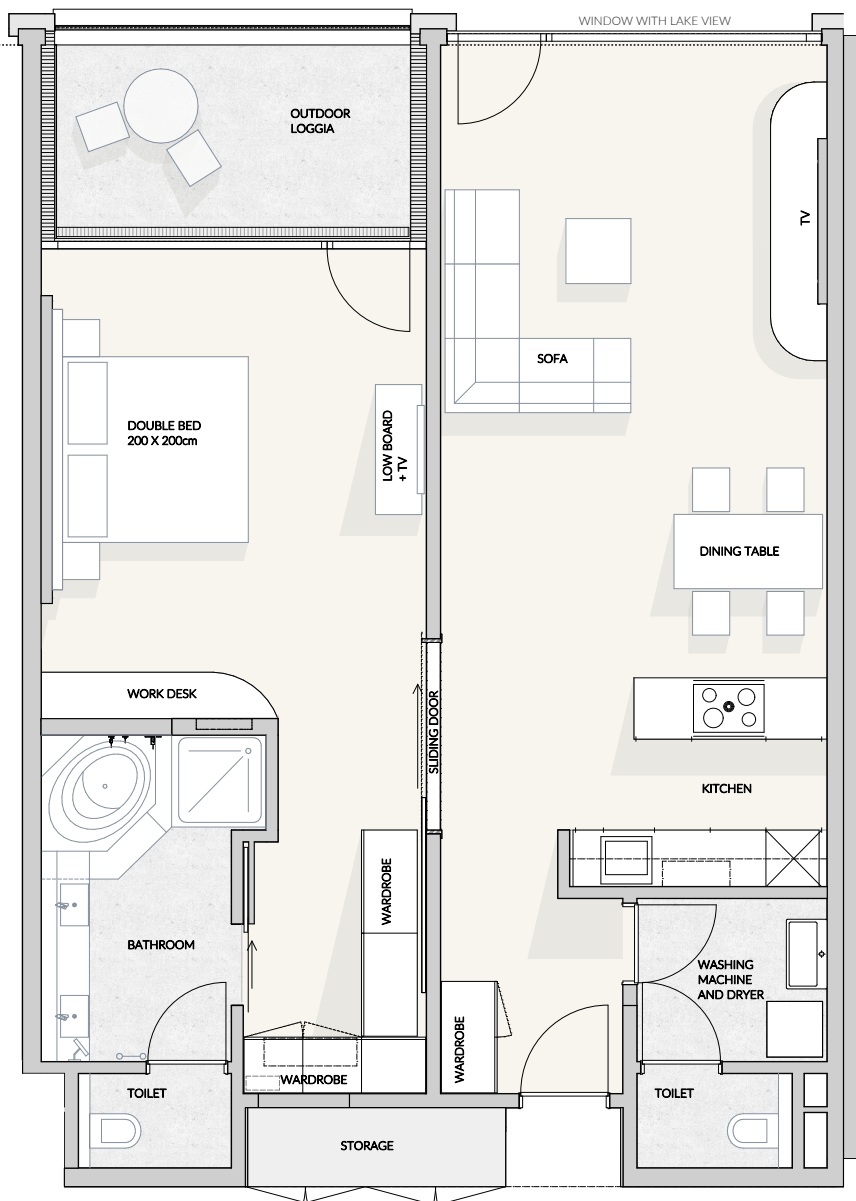 WINDOW WITH LAKE VIEW
OUTDOOR
LOGGIA
TV
SOFA
DOUBLE BED
200 X 200cm
LOW BOARD
+ TV
DINING TABLE
WORK DESK
SLIDING DOOR
KITCHEN
WARDROBE
BATHROOM
WASHING
MACHINE
AND DRYER
WARDROBE
WARDROBE
TOILET
TOILET
STORAGE